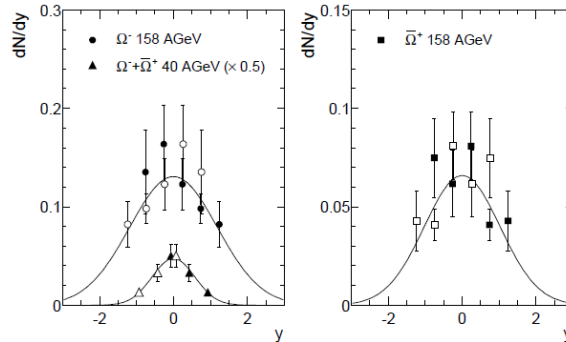 dN/dy
0.3
0.2
0.1
0
-2
0
2
y
Ω⁻ 158 AGeV
Ω⁻+Ω̅⁺ 40 AGeV (× 0.5)
dN/dy
0.15
0.1
0.05
0
-2
0
2
y
Ω̅⁺ 158 AGeV